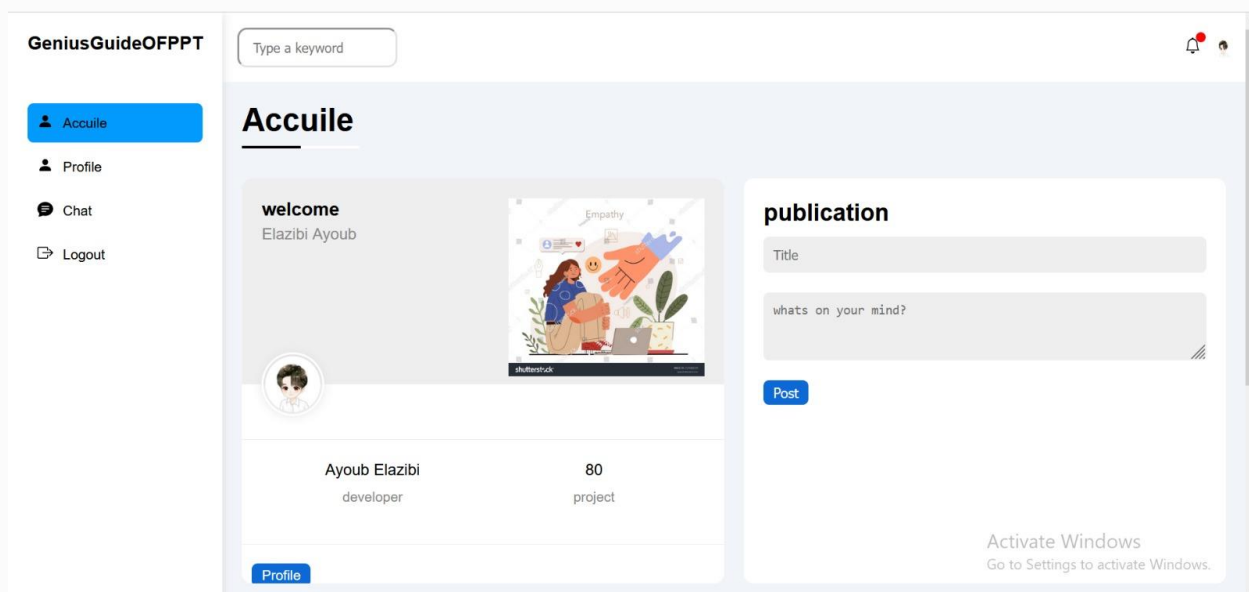 GeniusGuideOFPPT
Type a keyword
Accuile
Profile
Chat
Logout
Accuile
welcome
Elazibi Ayoub
Empathy
shutterstock
Ayoub Elazibi
developer
80
project
Profile
publication
Title
whats on your mind?
Post
Activate Windows
Go to Settings to activate Windows.